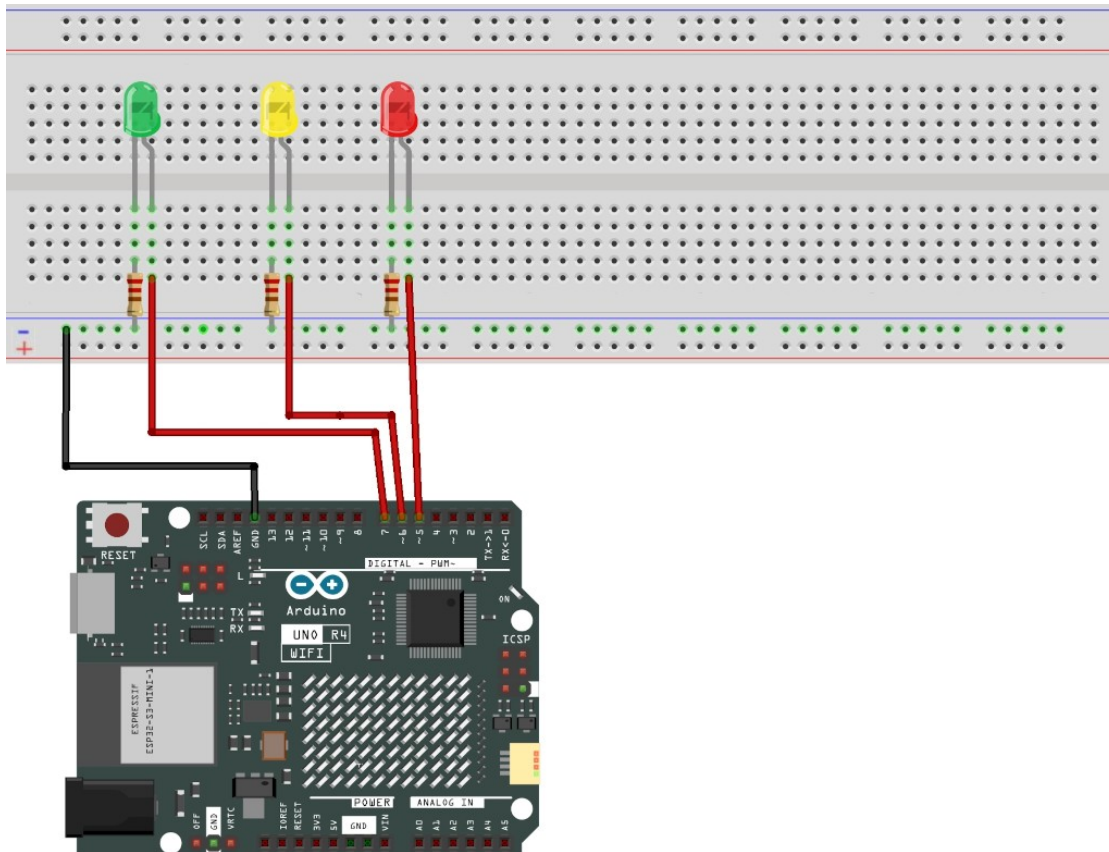 -
+
RESET
SCL
SDA
AREF
GND
13
12
~11
~10
~9
8
7
~6
~5
4
~3
2
TX->1
RX<-0
DIGITAL - PWM~
L
- +
Arduino
ON
TX
RX
UNO R4
WIFI
ICSP
ESPRESSIF
ESP32-S3-MINI-1
POWER
ANALOG IN
OFF
GND
VRTC
IOREF
RESET
3V3
5V
GND
VIN
A0
A1
A2
A3
A4
A5